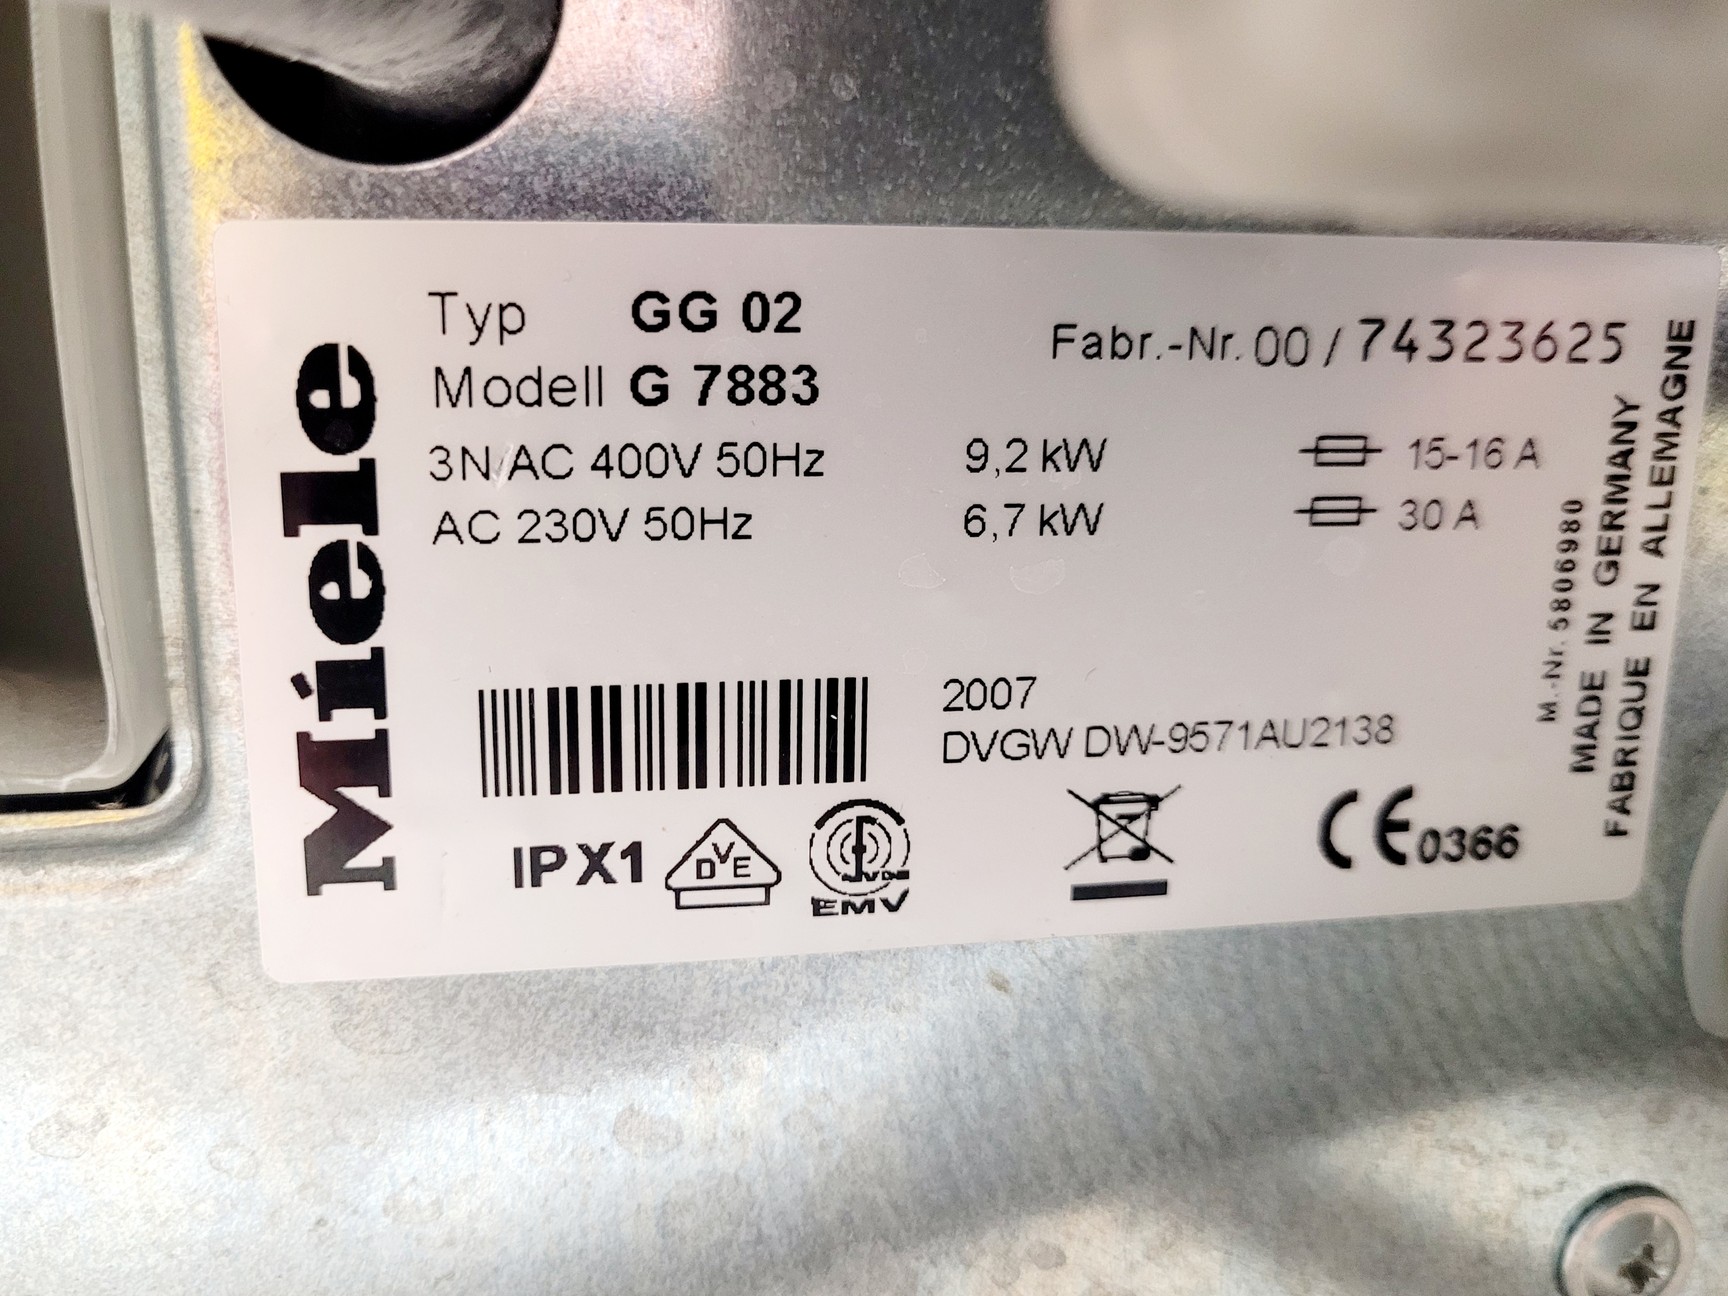 Miele
Typ GG 02
Modell G 7883
Fabr.-Nr. 00 / 74323625
3N AC 400V 50Hz 9,2 kW 15-16 A
AC 230V 50Hz 6,7 kW 30 A
2007
DVGW DW-9571AU2138
IPX1
DVE
VDE
EMV
CE 0366
M.-Nr. 5806980
MADE IN GERMANY
FABRIQUE EN ALLEMAGNE